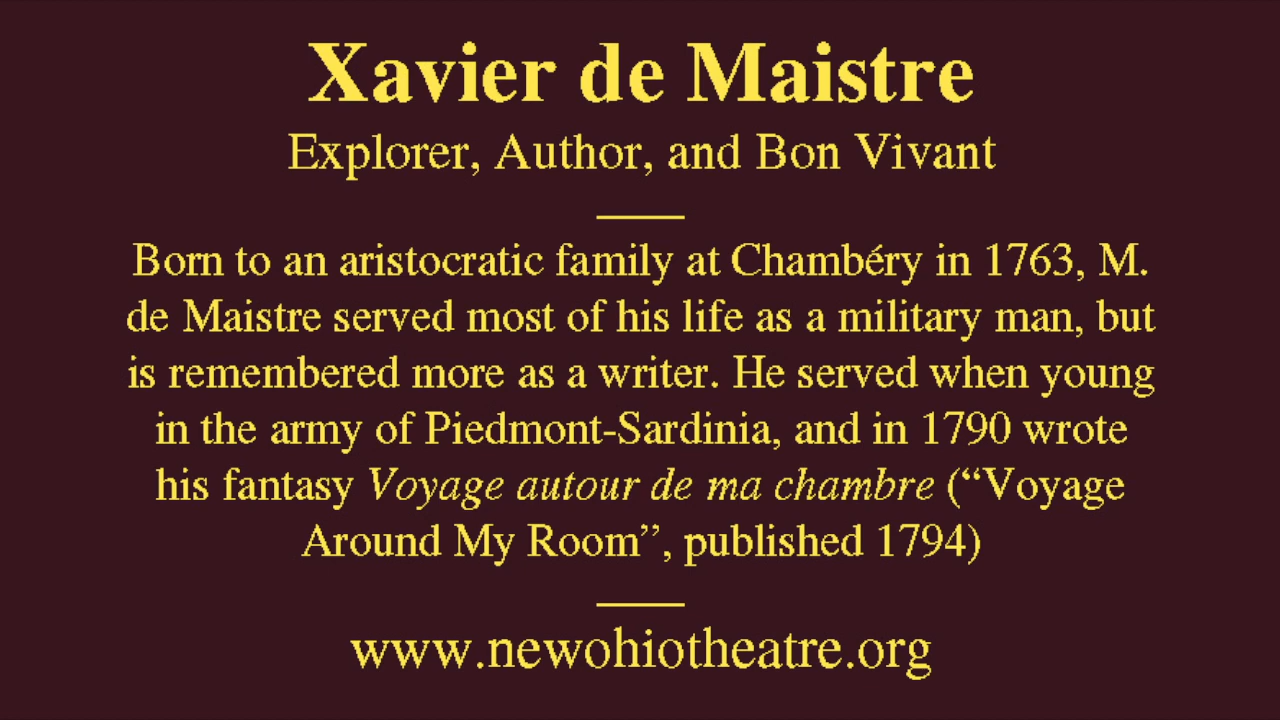 Xavier de Maistre
Explorer, Author, and Bon Vivant
Born to an aristocratic family at Chambéry in 1763, M.
de Maistre served most of his life as a military man, but
is remembered more as a writer. He served when young
in the army of Piedmont-Sardinia, and in 1790 wrote
his fantasy Voyage autour de ma chambre (“Voyage
Around My Room”, published 1794)
www.newohiotheatre.org